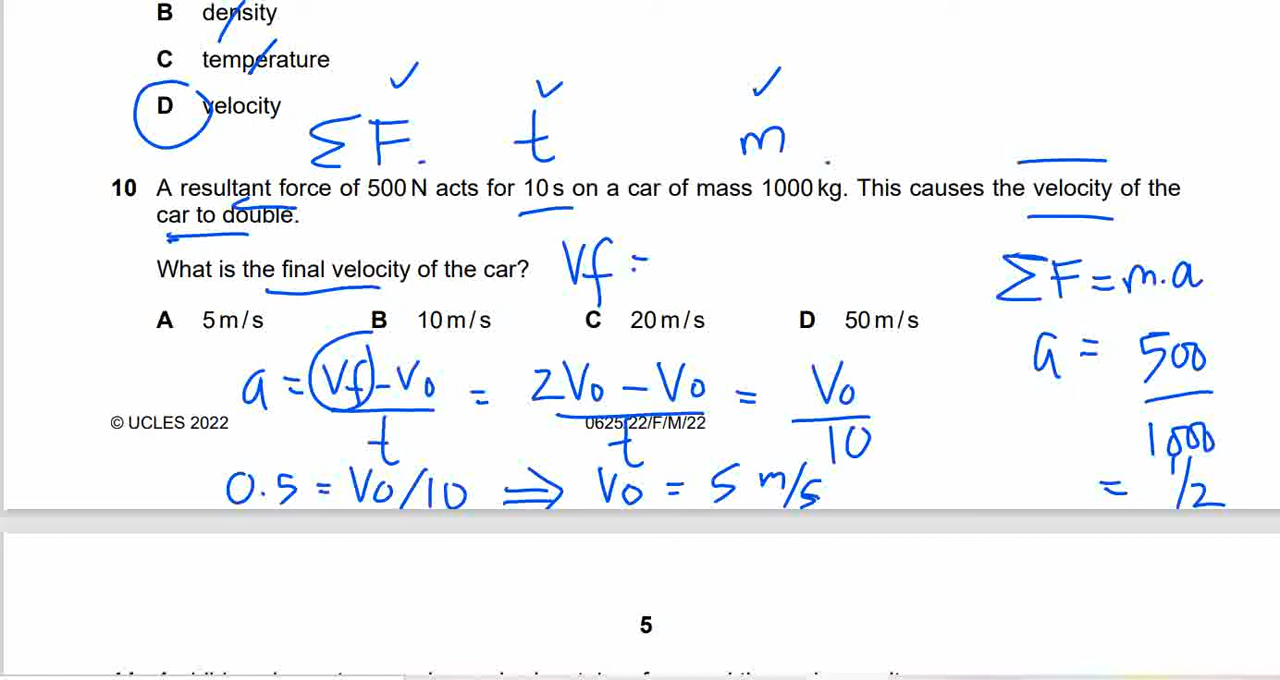 B density
C temperature
D velocity
ΣF. t m
10 A resultant force of 500 N acts for 10 s on a car of mass 1000 kg. This causes the velocity of the
car to double.
What is the final velocity of the car? Vf =
ΣF = m.a
A 5 m/s B 10 m/s C 20 m/s D 50 m/s
a = 500/1000
a = (Vf - V0)/t = (2V0 - V0)/t = V0/10
© UCLES 2022 0625/22/F/M/22
0.5 = V0/10 ⇒ V0 = 5 m/s
= 1/2
5